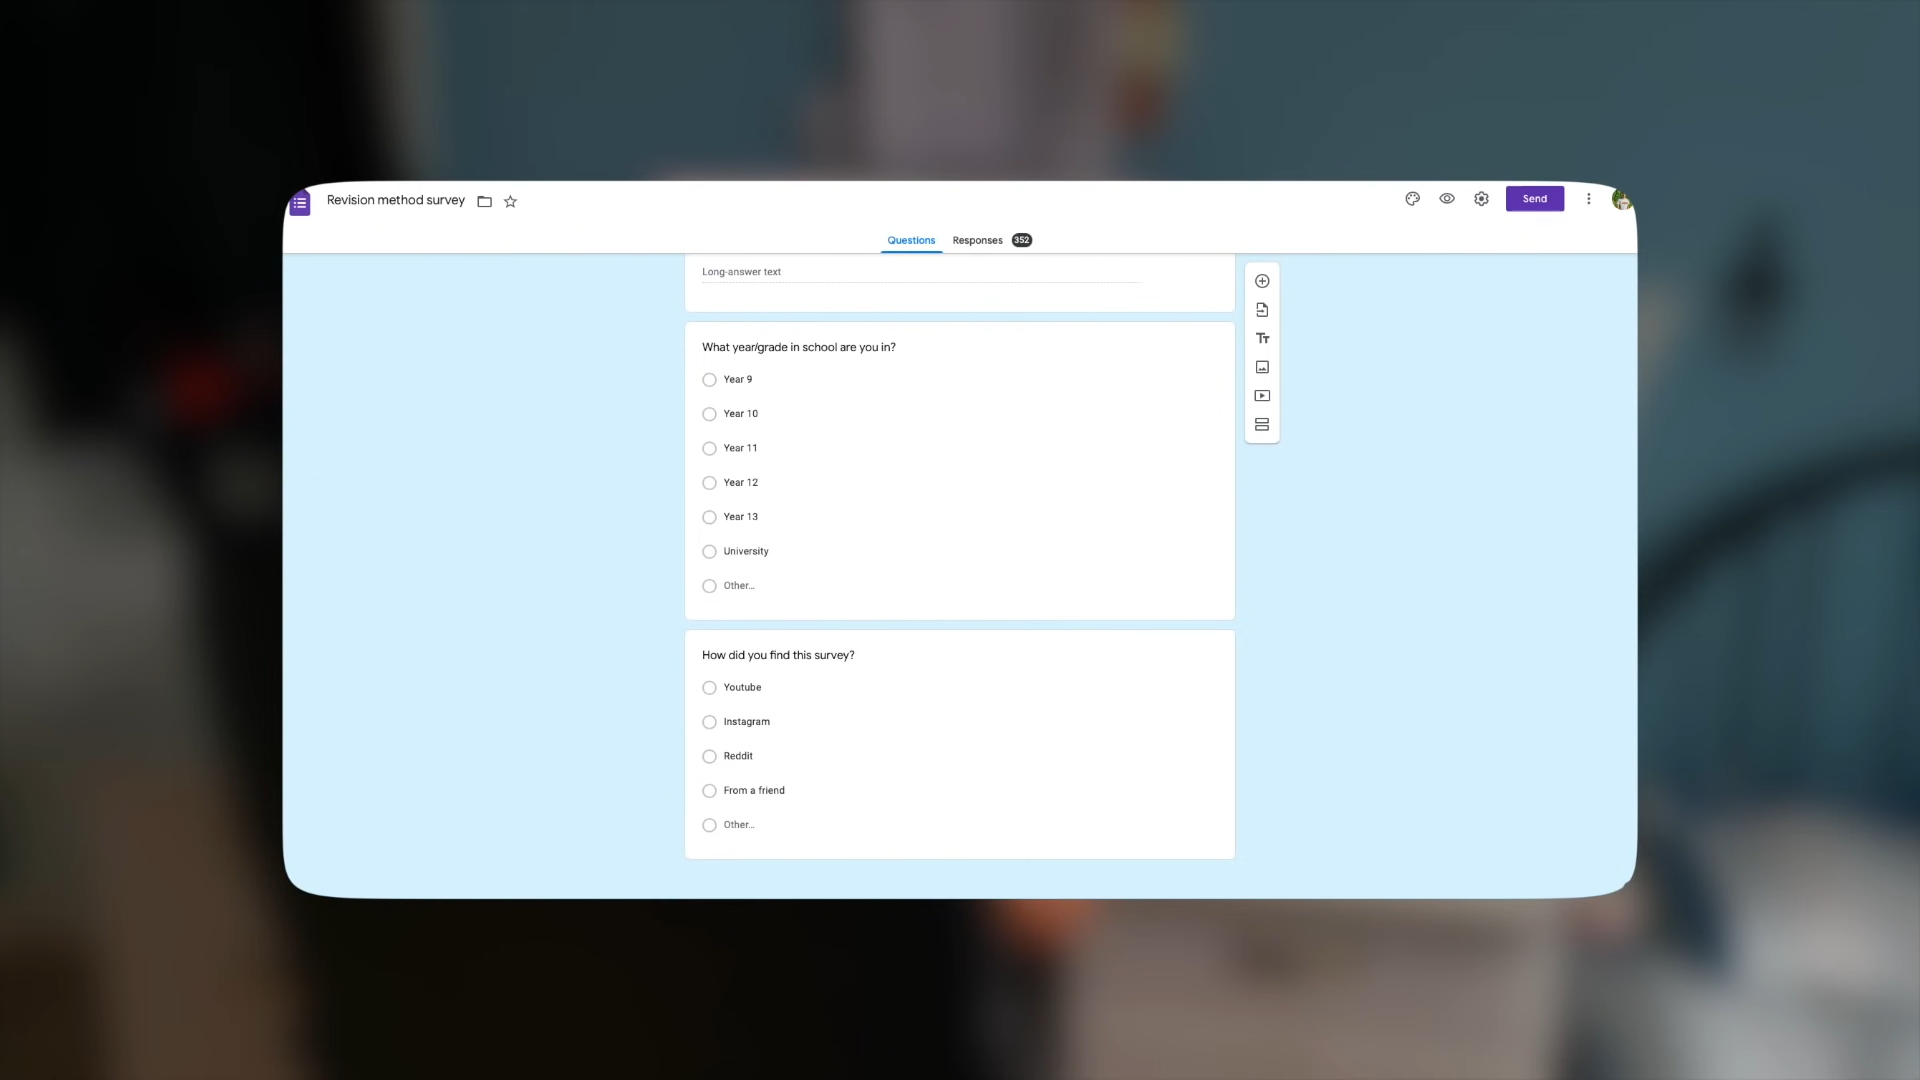 Revision method survey
Send
Questions
Responses 352
Long-answer text
What year/grade in school are you in?
Year 9
Year 10
Year 11
Year 12
Year 13
University
Other...
How did you find this survey?
Youtube
Instagram
Reddit
From a friend
Other...